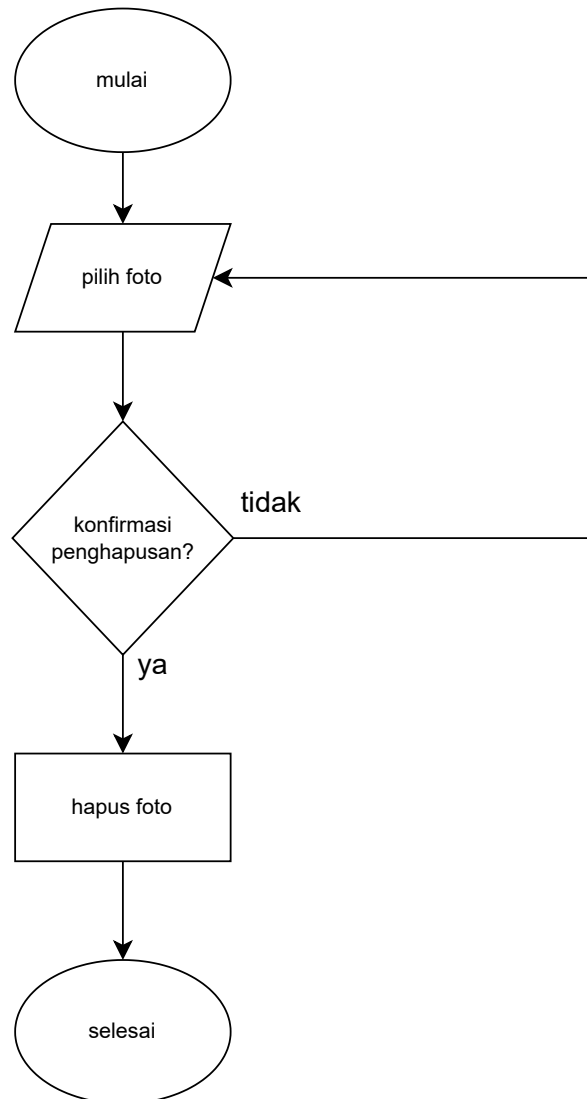 mulai
pilih foto
konfirmasi
penghapusan?
tidak
ya
hapus foto
selesai